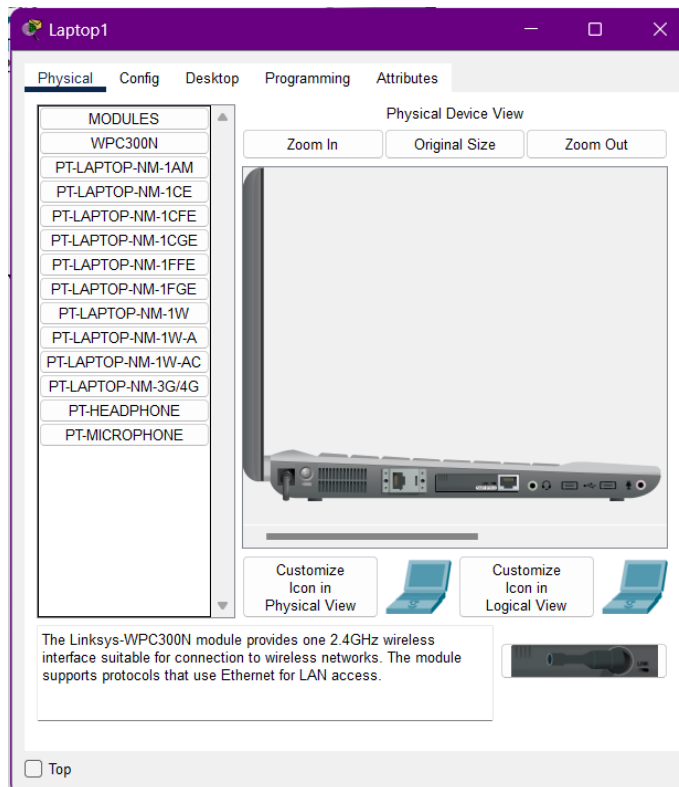 Laptop1
Physical Config Desktop Programming Attributes
MODULES
WPC300N
PT-LAPTOP-NM-1AM
PT-LAPTOP-NM-1CE
PT-LAPTOP-NM-1CFE
PT-LAPTOP-NM-1CGE
PT-LAPTOP-NM-1FFE
PT-LAPTOP-NM-1FGE
PT-LAPTOP-NM-1W
PT-LAPTOP-NM-1W-A
PT-LAPTOP-NM-1W-AC
PT-LAPTOP-NM-3G/4G
PT-HEADPHONE
PT-MICROPHONE
Physical Device View
Zoom In Original Size Zoom Out
Customize
Icon in
Physical View
Customize
Icon in
Logical View
The Linksys-WPC300N module provides one 2.4GHz wireless
interface suitable for connection to wireless networks. The module
supports protocols that use Ethernet for LAN access.
Top